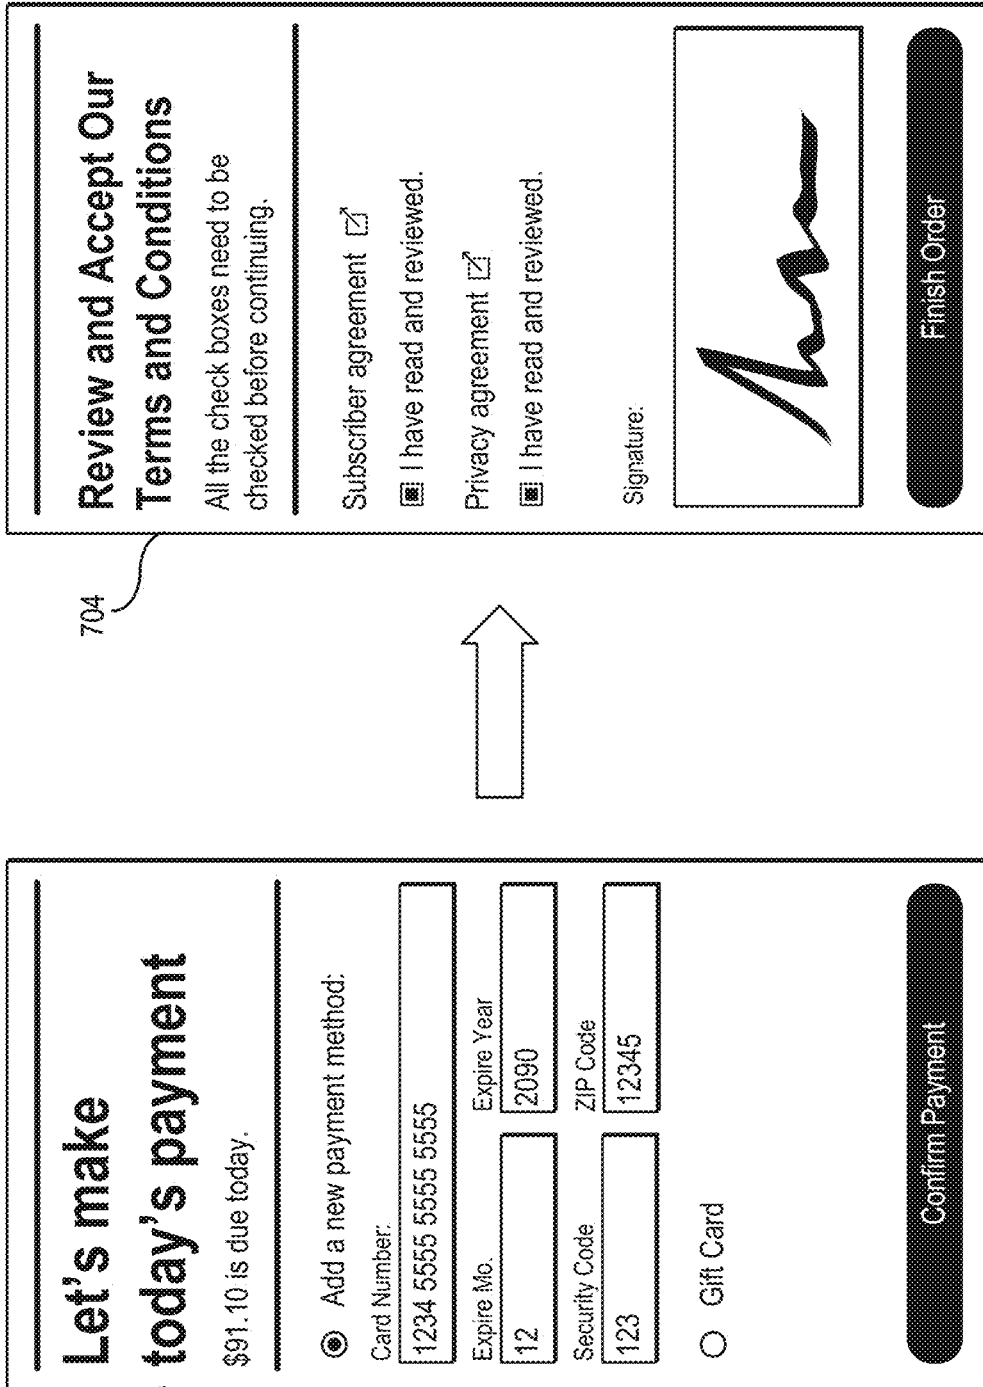 Let's make
today's payment
$91.10 is due today.
Add a new payment method:
Card Number:
1234 5555 5555 5555
Expire Mo.
Expire Year
12
2090
Security Code
ZIP Code
123
12345
Gift Card
Confirm Payment
704
Review and Accept Our
Terms and Conditions
All the check boxes need to be
checked before continuing.
Subscriber agreement
I have read and reviewed.
Privacy agreement
I have read and reviewed.
Signature:
Finish Order